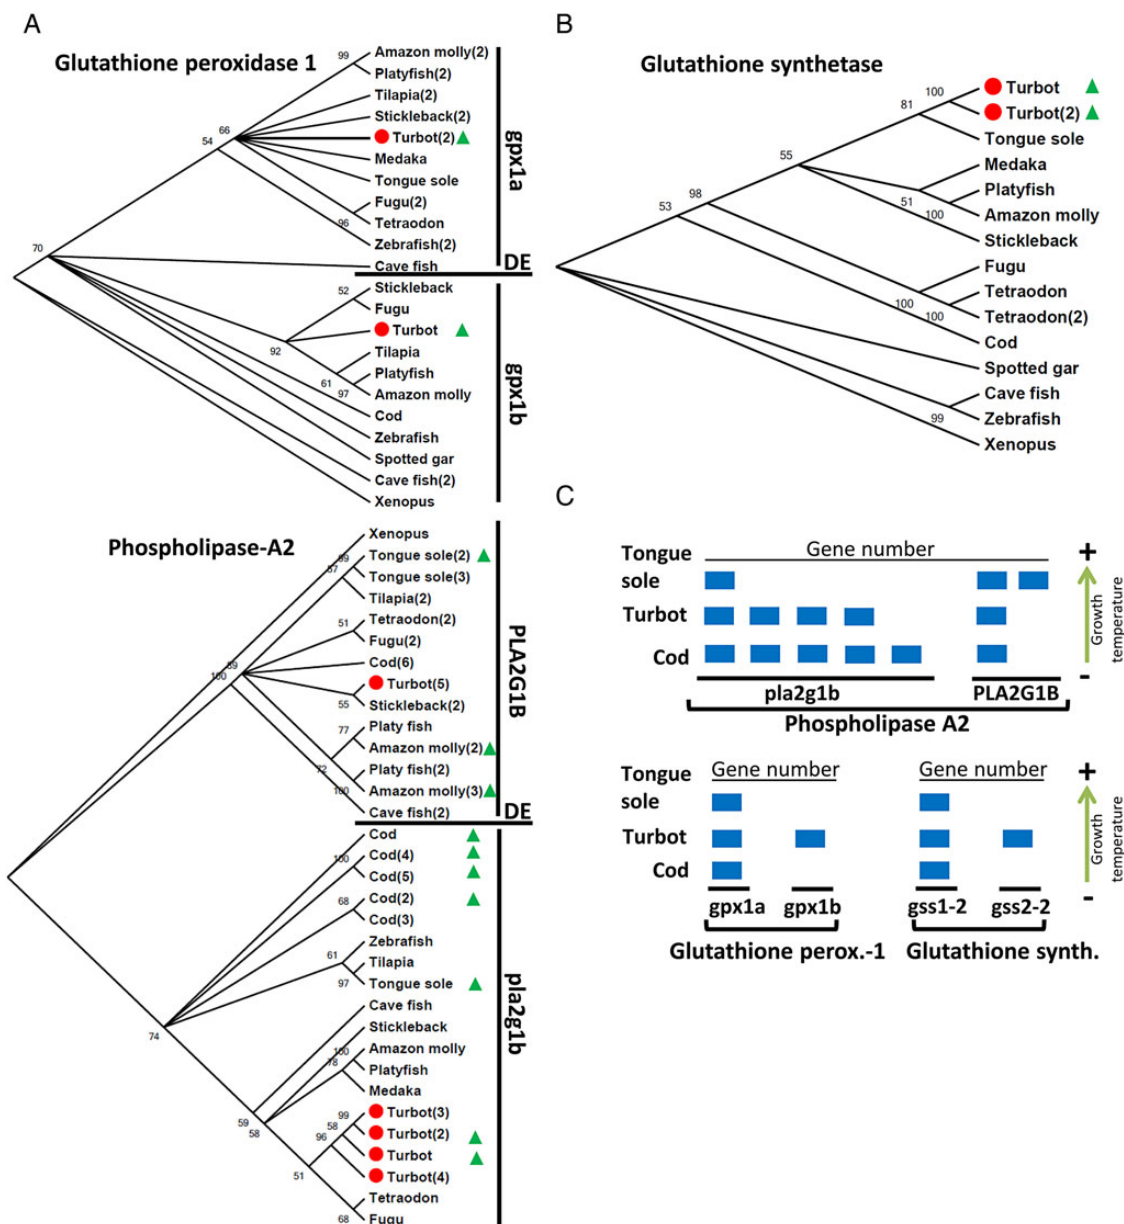 A
Glutathione peroxidase 1
Amazon molly(2)
99
Platyfish(2)
Tilapia(2)
Stickleback(2)
66
Turbot(2)
54
Medaka
Tongue sole
Fugu(2)
Tetraodon
96
Zebrafish(2)
70
Cave fish
gpx1a
DE
Stickleback
52
Fugu
Turbot
92
Tilapia
Platyfish
61
97
Amazon molly
Cod
Zebrafish
Spotted gar
Cave fish(2)
Xenopus
gpx1b
Phospholipase-A2
Xenopus
99
Tongue sole(2)
57
Tongue sole(3)
Tilapia(2)
Tetraodon(2)
51
Fugu(2)
Cod(6)
89
100
Turbot(5)
55
Stickleback(2)
Platy fish
77
Amazon molly(2)
72
Platy fish(2)
Amazon molly(3)
100
Cave fish(2)
PLA2G1B
DE
Cod
100
Cod(4)
Cod(5)
Cod(2)
68
Cod(3)
Zebrafish
61
Tilapia
97
Tongue sole
Cave fish
74
Stickleback
100
Amazon molly
78
Platyfish
Medaka
59
58
99
Turbot(3)
58
Turbot(2)
96
Turbot
51
Turbot(4)
Tetraodon
68
Fugu
pla2g1b
B
Glutathione synthetase
100
Turbot
81
Turbot(2)
Tongue sole
55
Medaka
Platyfish
51
Amazon molly
100
Stickleback
98
53
Fugu
Tetraodon
100
Tetraodon(2)
100
Cod
Spotted gar
Cave fish
99
Zebrafish
Xenopus
C
Tongue
sole
Gene number
Turbot
Cod
pla2g1b
PLA2G1B
Phospholipase A2
+
Growth
temperature
-
Tongue
sole
Gene number
Gene number
Turbot
Cod
gpx1a
gpx1b
gss1-2
gss2-2
Glutathione perox.-1
Glutathione synth.
+
Growth
temperature
-